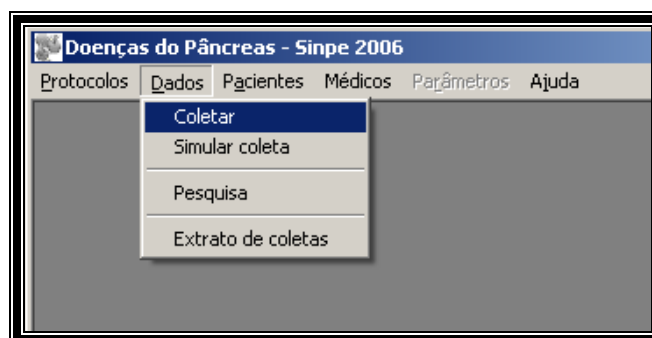 Doenças do Pâncreas - Sinpe 2006
Protocolos Dados Pacientes Médicos Parâmetros Ajuda
Coletar
Simular coleta
Pesquisa
Extrato de coletas